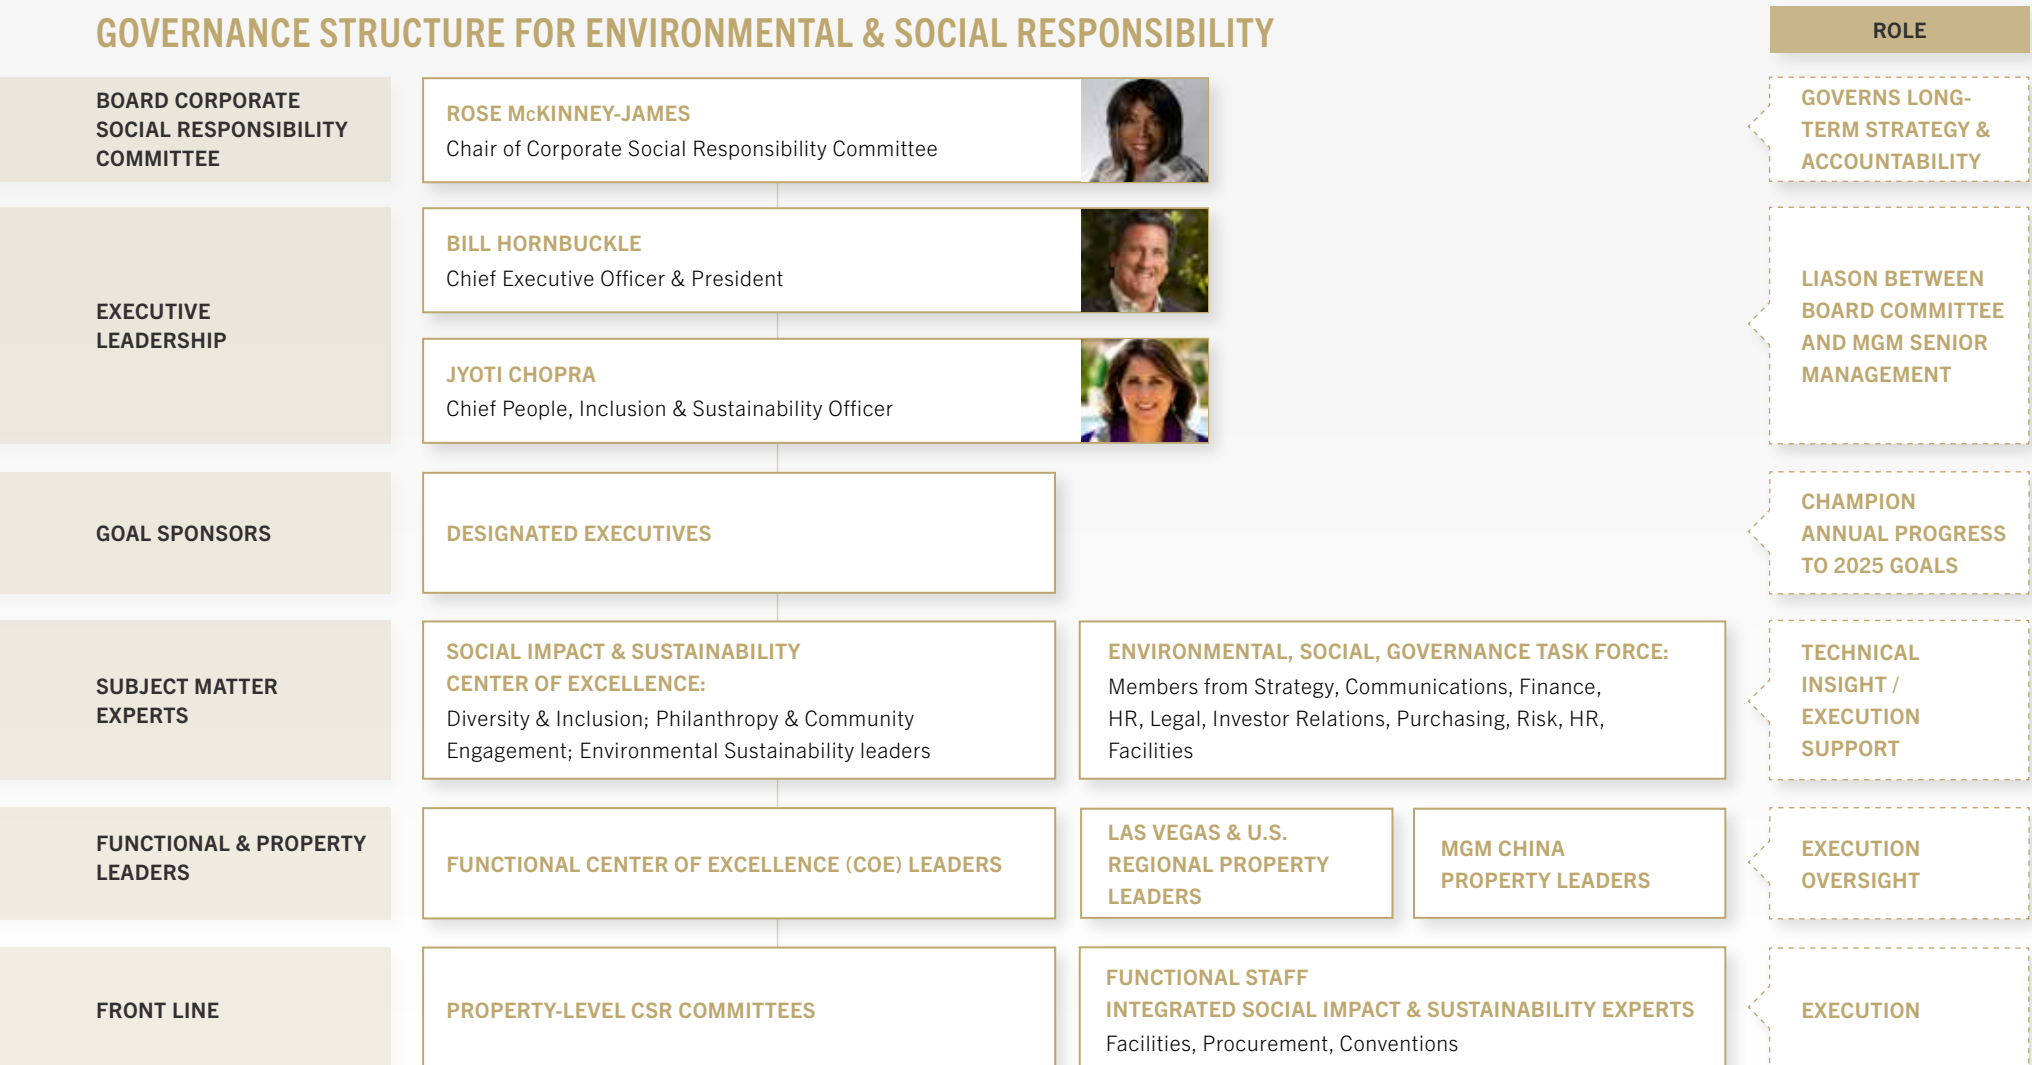 GOVERNANCE STRUCTURE FOR ENVIRONMENTAL & SOCIAL RESPONSIBILITY
ROLE
BOARD CORPORATE
SOCIAL RESPONSIBILITY
COMMITTEE
ROSE McKINNEY-JAMES
Chair of Corporate Social Responsibility Committee
GOVERNS LONG-
TERM STRATEGY &
ACCOUNTABILITY
EXECUTIVE
LEADERSHIP
BILL HORNBUCKLE
Chief Executive Officer & President
JYOTI CHOPRA
Chief People, Inclusion & Sustainability Officer
LIASON BETWEEN
BOARD COMMITTEE
AND MGM SENIOR
MANAGEMENT
GOAL SPONSORS
DESIGNATED EXECUTIVES
CHAMPION
ANNUAL PROGRESS
TO 2025 GOALS
SUBJECT MATTER
EXPERTS
SOCIAL IMPACT & SUSTAINABILITY
CENTER OF EXCELLENCE:
Diversity & Inclusion; Philanthropy & Community
Engagement; Environmental Sustainability leaders
ENVIRONMENTAL, SOCIAL, GOVERNANCE TASK FORCE:
Members from Strategy, Communications, Finance,
HR, Legal, Investor Relations, Purchasing, Risk, HR,
Facilities
TECHNICAL
INSIGHT /
EXECUTION
SUPPORT
FUNCTIONAL & PROPERTY
LEADERS
FUNCTIONAL CENTER OF EXCELLENCE (COE) LEADERS
LAS VEGAS & U.S.
REGIONAL PROPERTY
LEADERS
MGM CHINA
PROPERTY LEADERS
EXECUTION
OVERSIGHT
FRONT LINE
PROPERTY-LEVEL CSR COMMITTEES
FUNCTIONAL STAFF
INTEGRATED SOCIAL IMPACT & SUSTAINABILITY EXPERTS
Facilities, Procurement, Conventions
EXECUTION